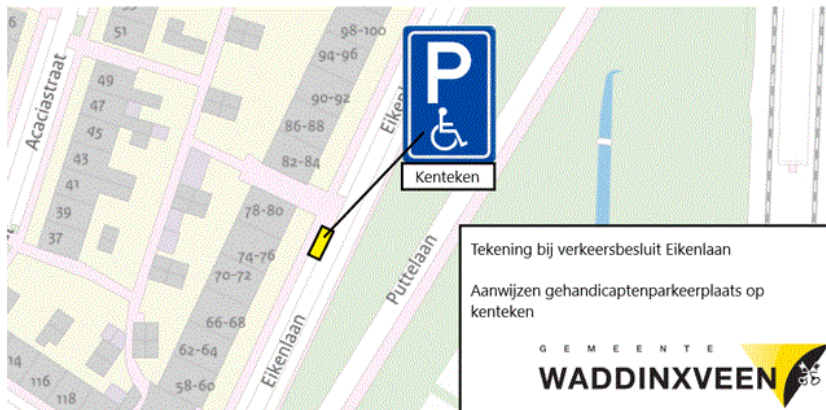 6
51
98-100
94-96
90-92
86-88
82-84
78-80
74-76
70-72
66-68
62-64
58-60
49
47
45
43
41
39
37
14
116
118
Acaciastraat
Eikenlaan
Puttelaan
P
Kenteken
Tekening bij verkeersbesluit Eikenlaan
Aanwijzen gehandicaptenparkeerplaats op
kenteken
GEMEENTE
WADDINXVEEN